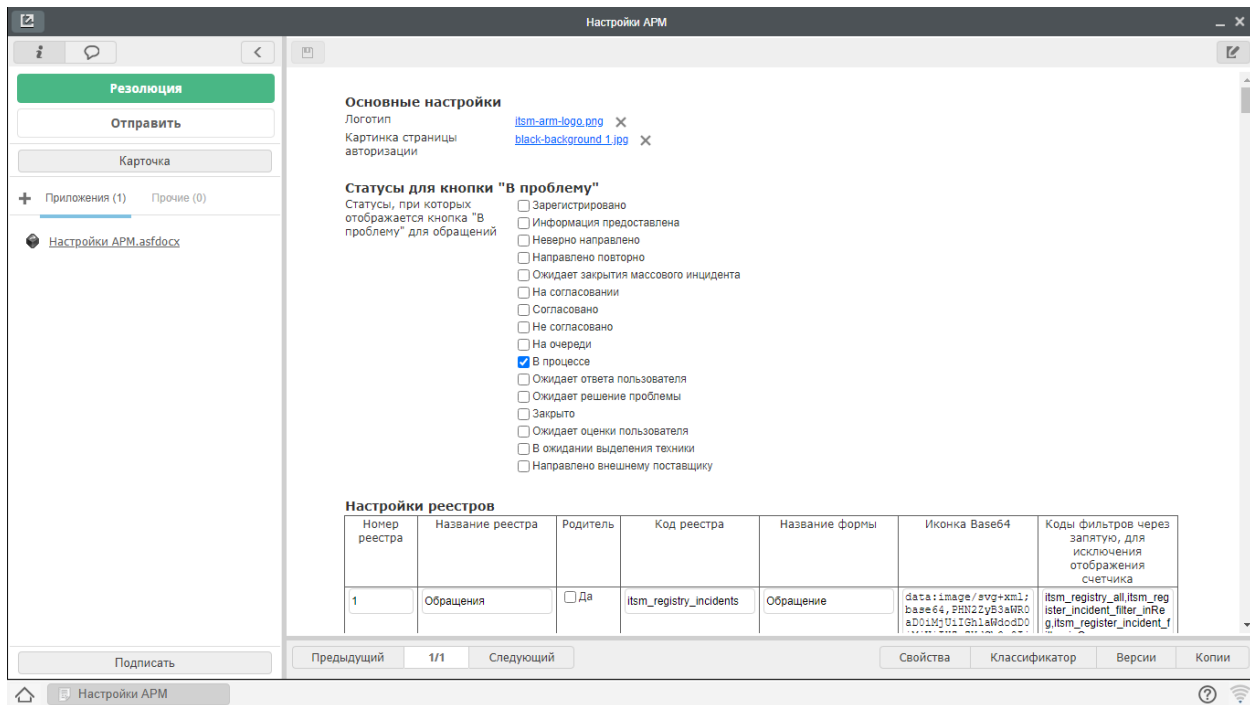 Настройки АРМ
Резолюция
Отправить
Карточка
Приложения (1) Прочие (0)
Настройки АРМ.asfdocx
Подписать
Основные настройки
Логотип itsm-arm-logo.png
Картинка страницы авторизации black-background 1.jpg
Статусы для кнопки "В проблему"
Статусы, при которых
отображается кнопка "В
проблему" для обращений
Зарегистрировано
Информация предоставлена
Неверно направлено
Направлено повторно
Ожидает закрытия массового инцидента
На согласовании
Согласовано
Не согласовано
На очереди
В процессе
Ожидает ответа пользователя
Ожидает решение проблемы
Закрыто
Ожидает оценки пользователя
В ожидании выделения техники
Направлено внешнему поставщику
Настройки реестров
Номер реестра
Название реестра
Родитель
Код реестра
Название формы
Иконка Base64
Коды фильтров через
запятую, для
исключения
отображения
счетчика
1
Обращения
Да
itsm_registry_incidents
Обращение
data:image/svg+xml;
base64,PHN2ZyB3aWR0
aD0iMjUiIGhlaWdodD0
itsm_registry_all,itsm_reg
ister_incident_filter_inRe
g,itsm_register_incident_f
Предыдущий 1/1 Следующий
Свойства Классификатор Версии Копии
Настройки АРМ